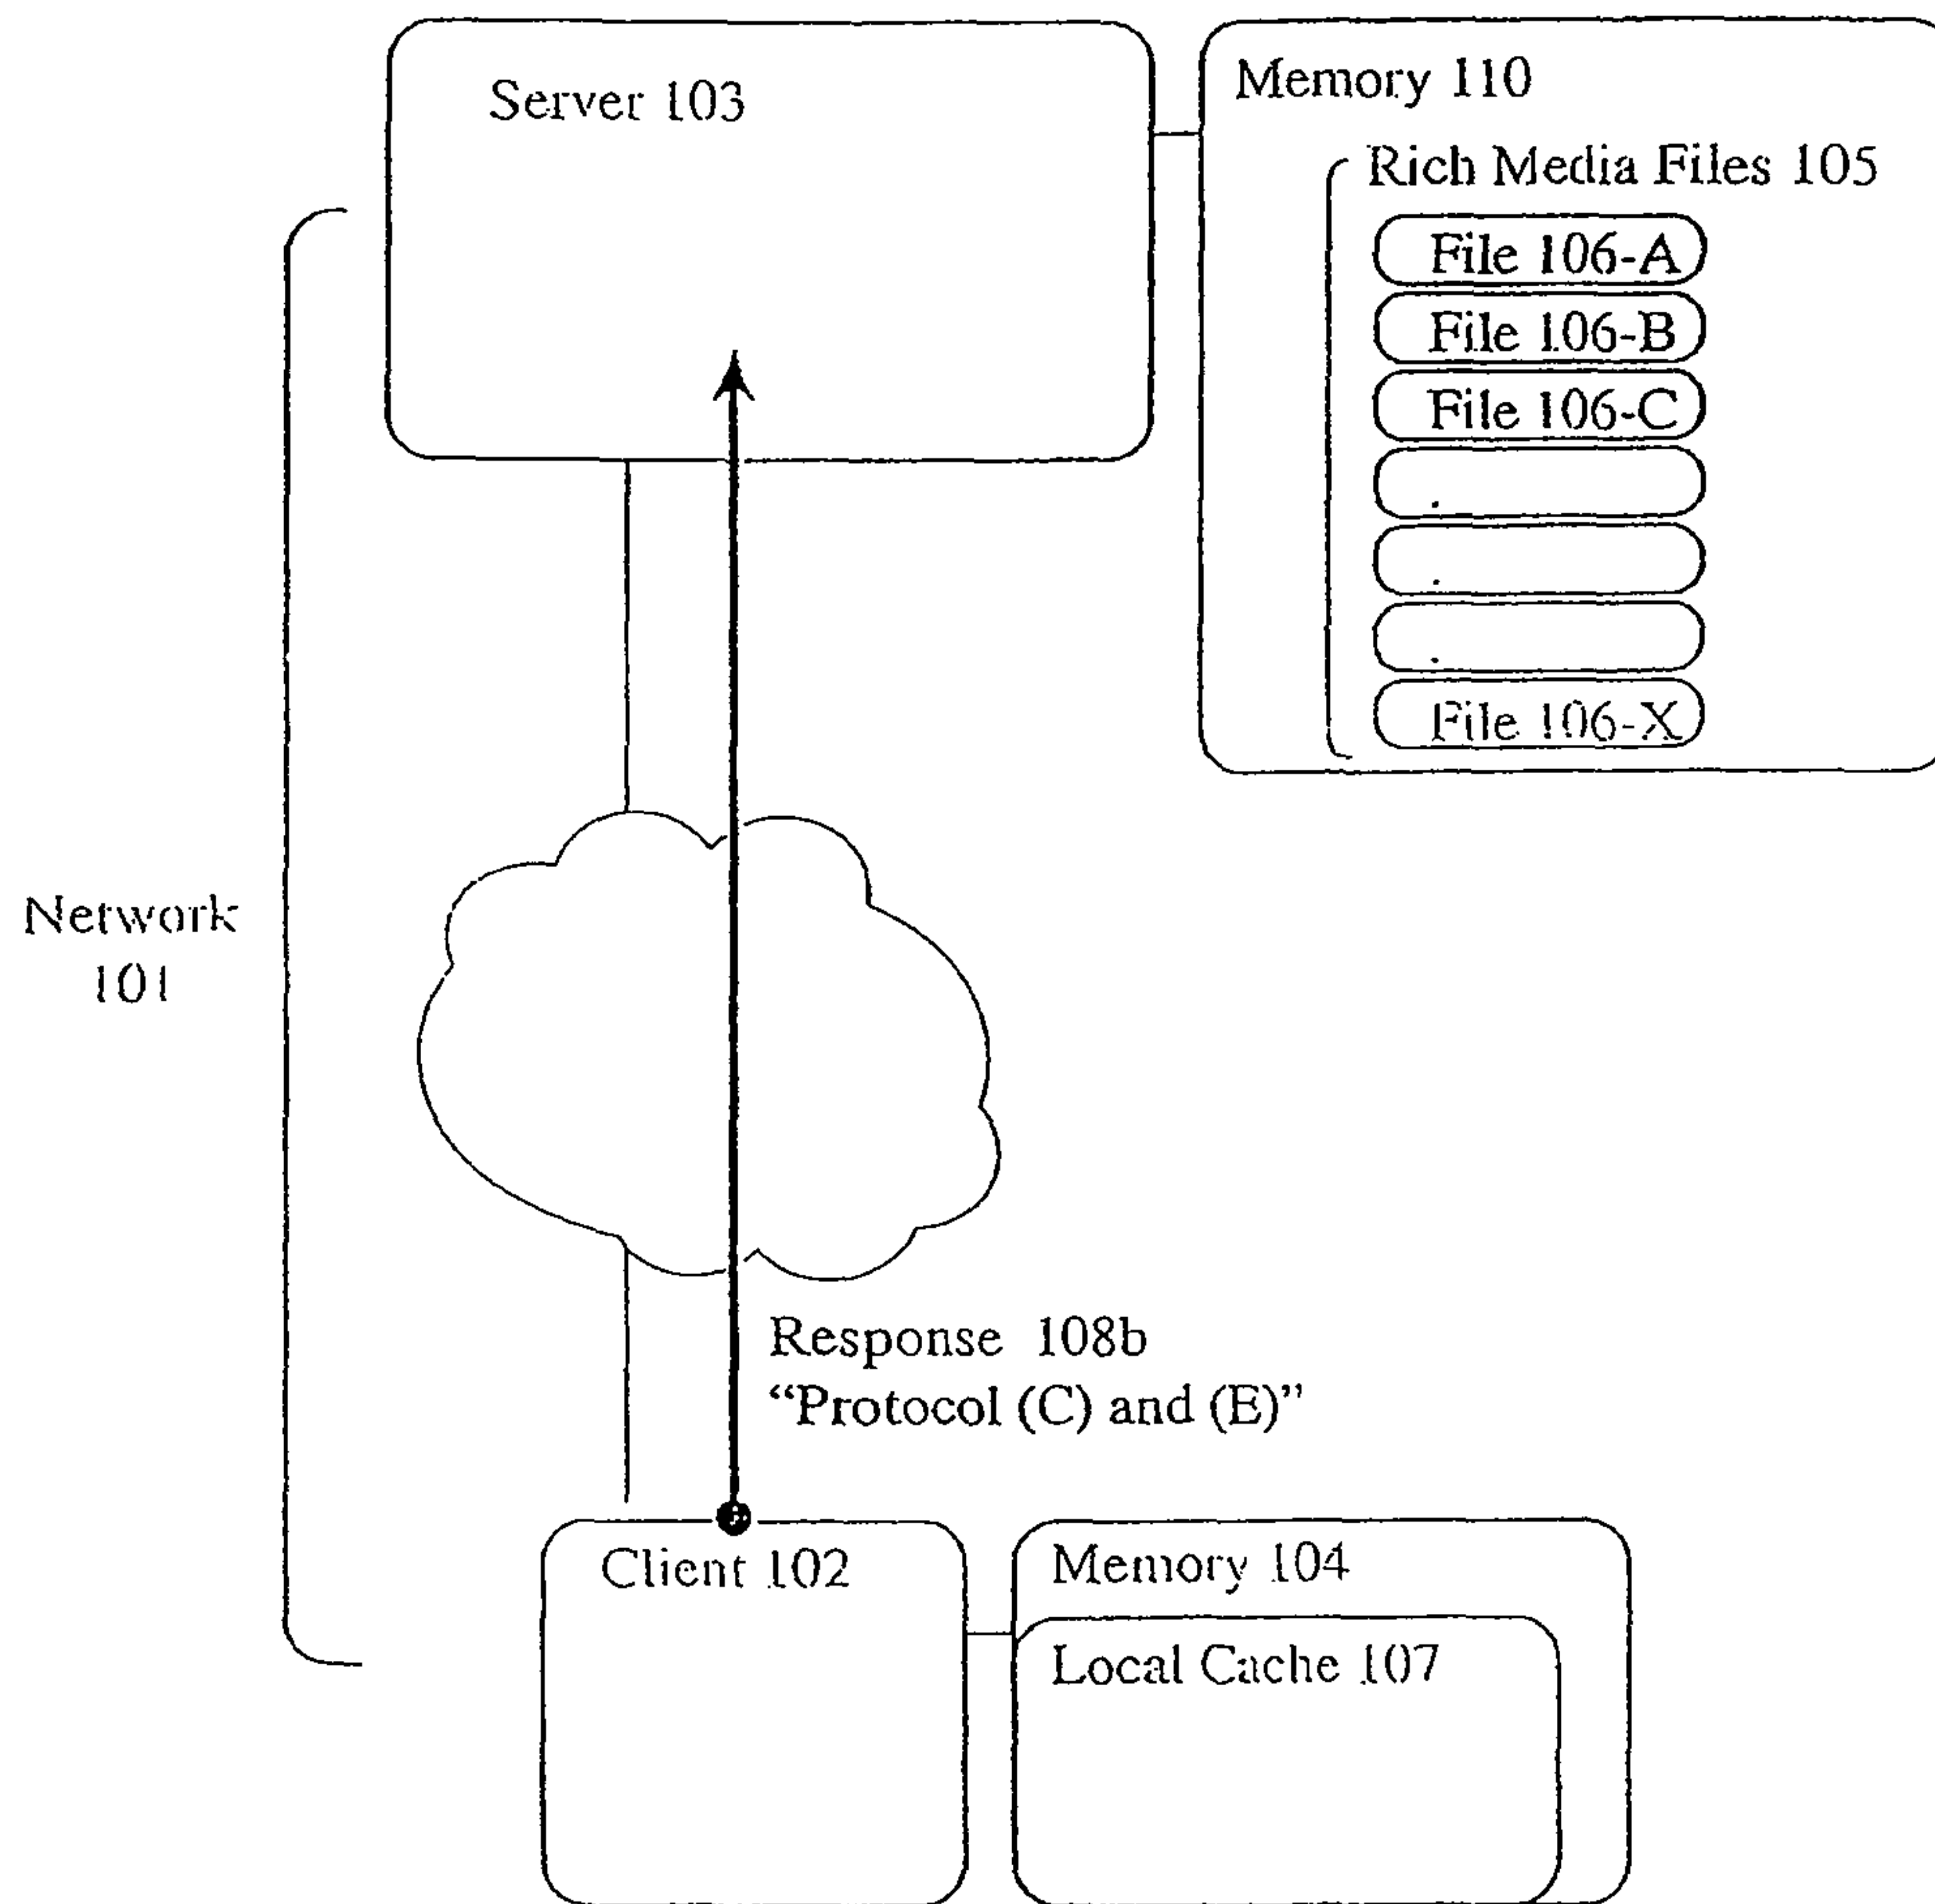 Server 103
Memory 110
Rich Media Files 105
File 106-A
File 106-B
File 106-C
.
.
.
File 106-X
Network
101
Response 108b
“Protocol (C) and (E)”
Client 102
Memory 104
Local Cache 107